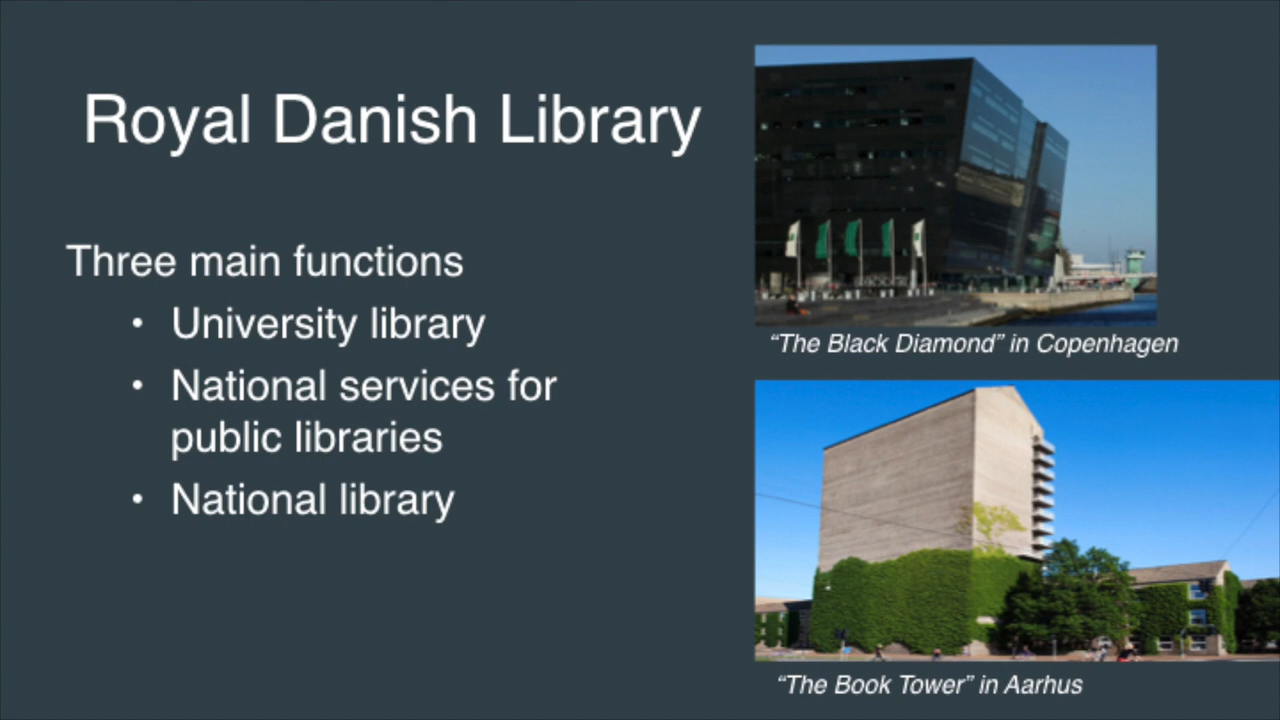 Royal Danish Library
Three main functions
• University library
• National services for
public libraries
• National library
“The Black Diamond” in Copenhagen
“The Book Tower” in Aarhus